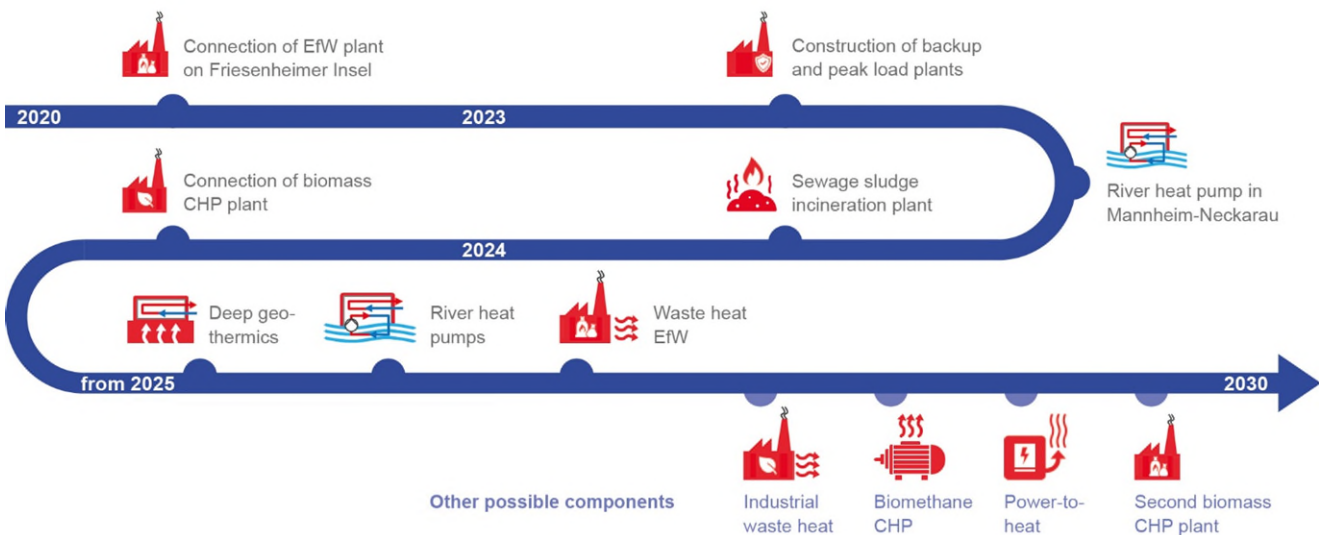 Connection of EfW plant
on Friesenheimer Insel
Construction of backup
and peak load plants
2020
2023
River heat pump in
Mannheim-Neckarau
Connection of biomass
CHP plant
Sewage sludge
incineration plant
2024
Deep geo-
thermics
River heat
pumps
Waste heat
EfW
from 2025
2030
Other possible components
Industrial
waste heat
Biomethane
CHP
Power-to-
heat
Second biomass
CHP plant